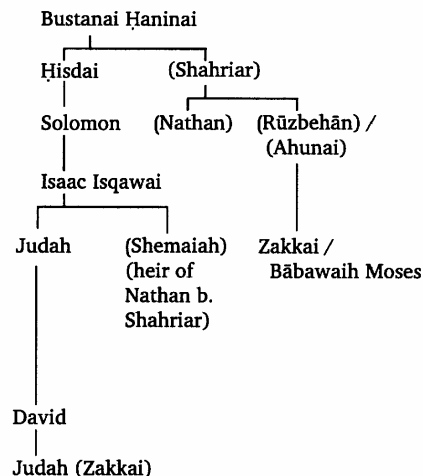 Bustanai Ḥaninai
Ḥisdai (Shahriar)
Solomon (Nathan) (Rūzbehān) /
(Ahunai)
Isaac Isqawai
Judah (Shemaiah) Zakkai /
(heir of Bābawaih Moses
Nathan b.
Shahriar)
David
Judah (Zakkai)